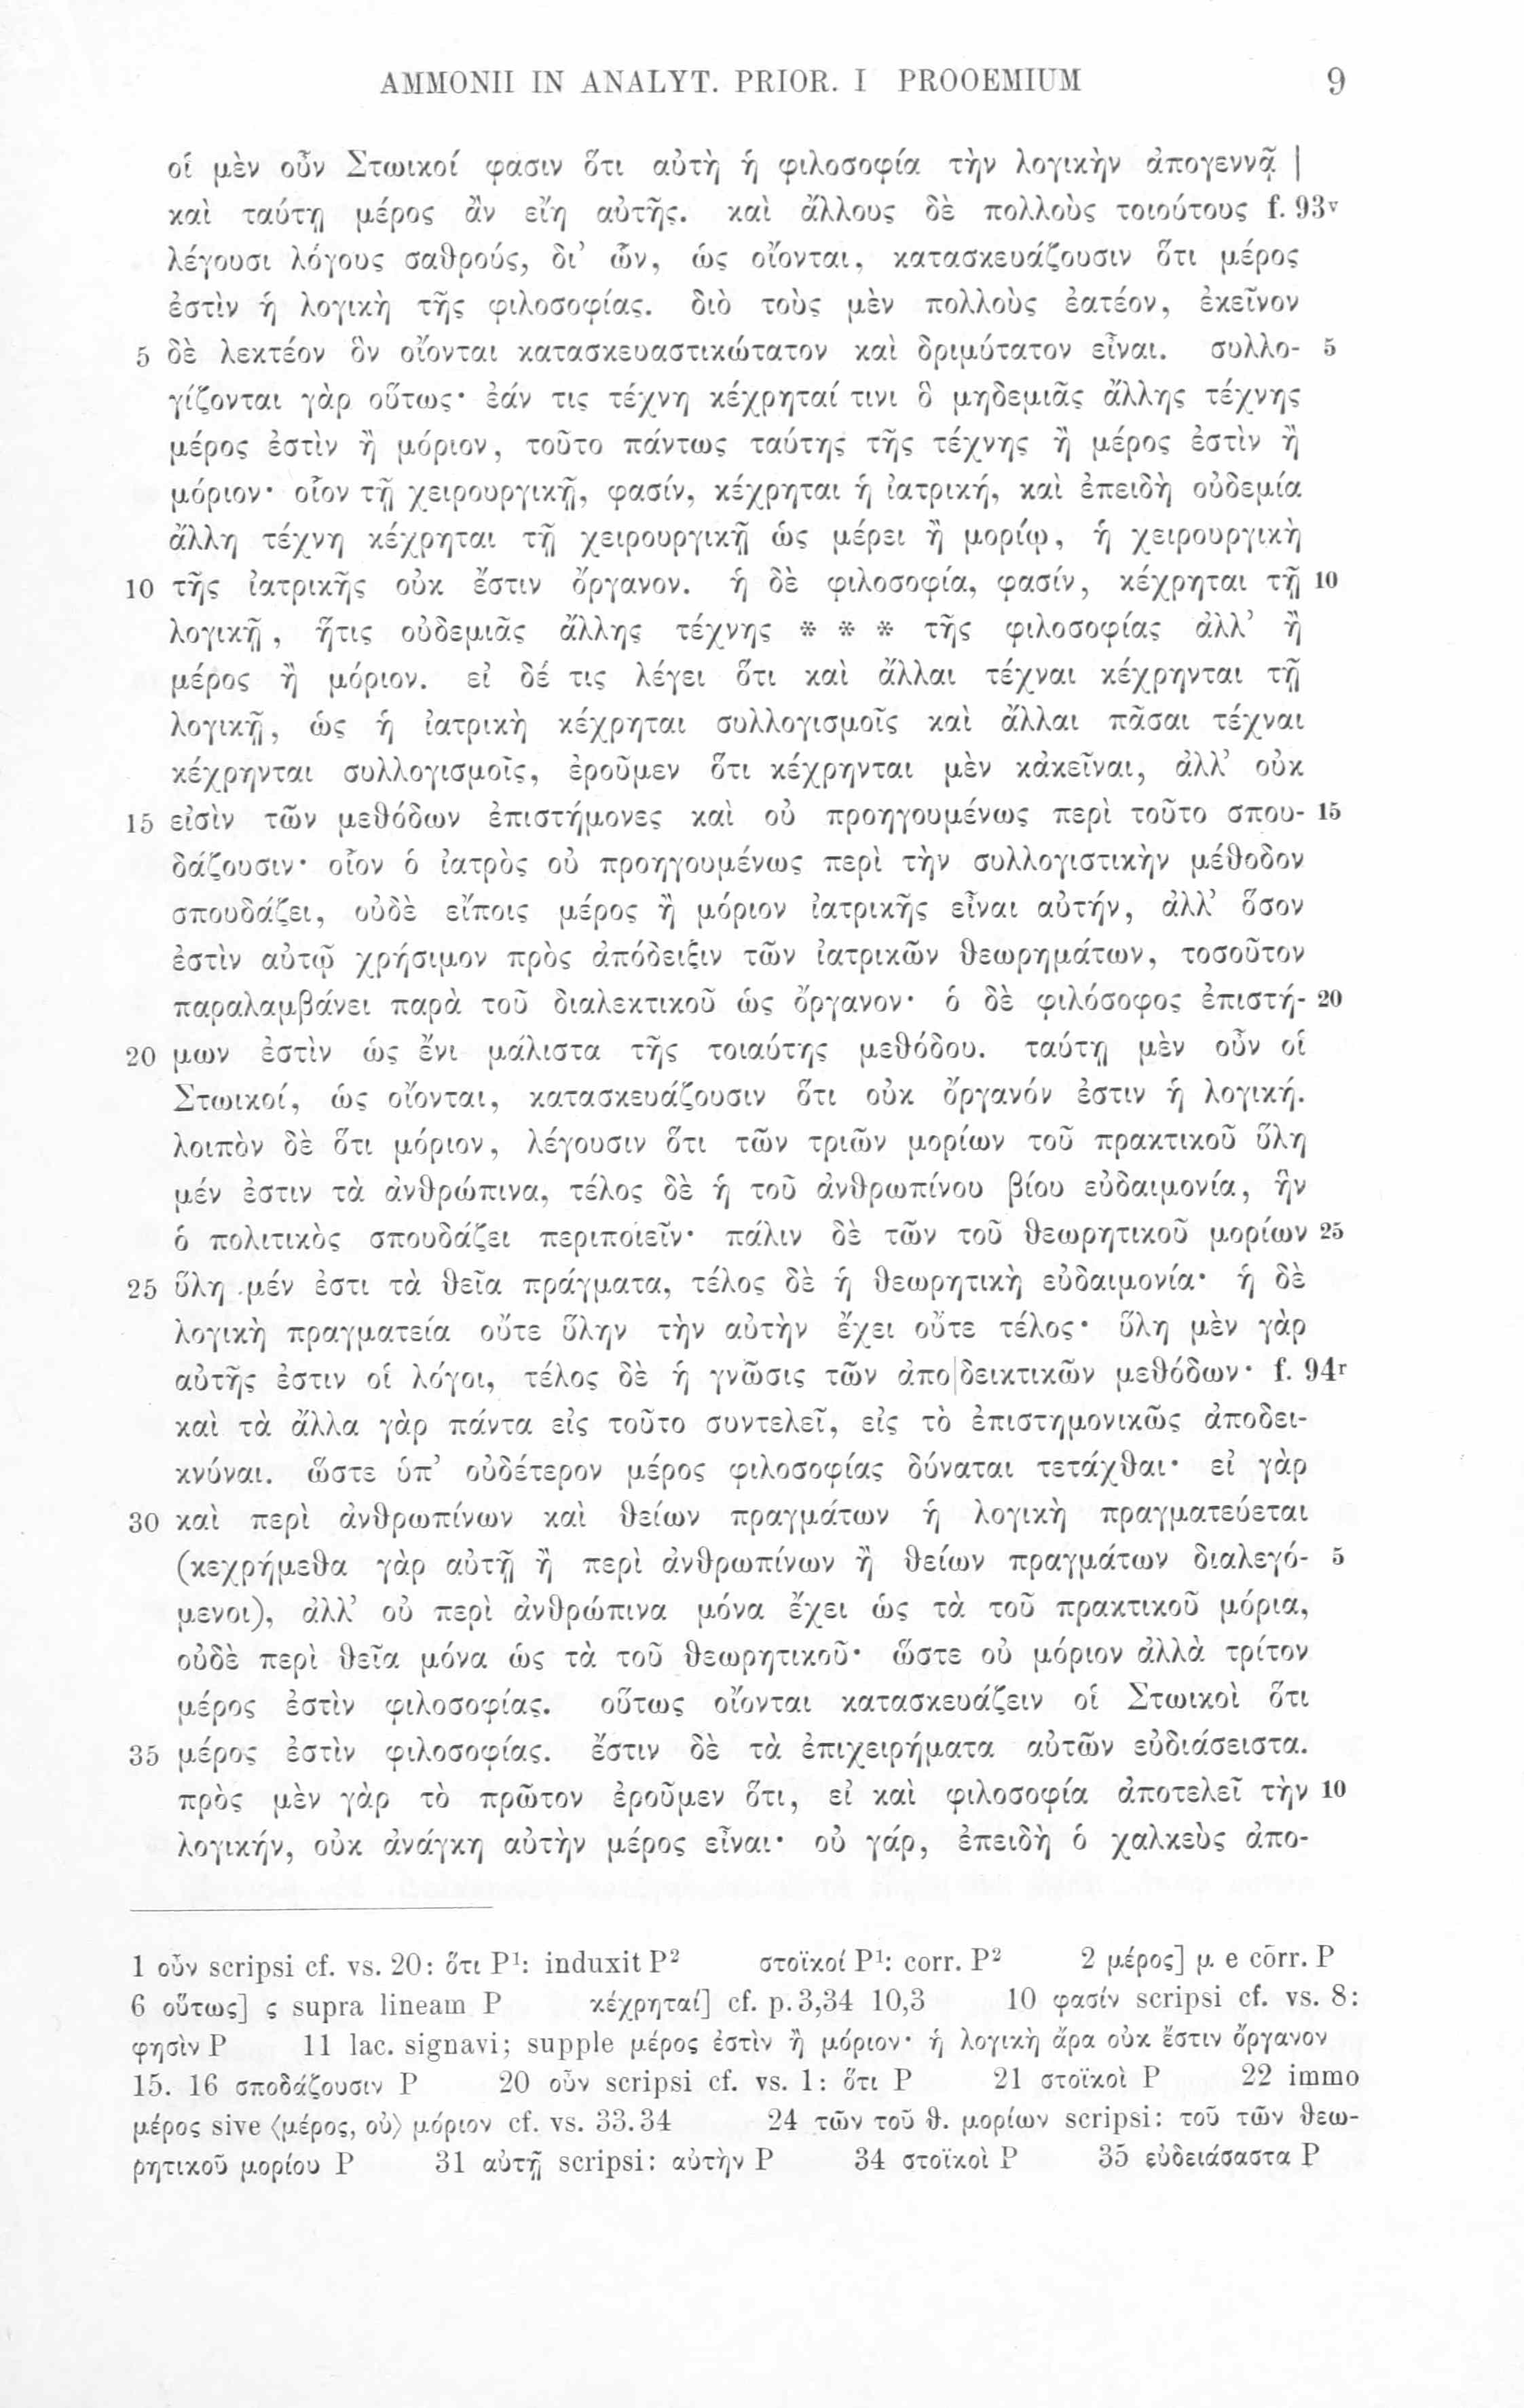 AMMONII IN ANALYT. PRIOR. I PROOEMIUM 9
οἱ μὲν οὖν Στωικοί φασιν ὅτι αὐτὴ ἡ φιλοσοφία τὴν λογικὴν ἀπογεννᾷ |
καὶ ταύτῃ μέρος ἂν εἴη αὐτῆς. καὶ ἄλλους δὲ πολλοὺς τοιούτους f. 93v
λέγουσι λόγους σαθρούς, δι’ ὧν, ὡς οἴονται, κατασκευάζουσιν ὅτι μέρος
ἐστὶν ἡ λογικὴ τῆς φιλοσοφίας. διὸ τοὺς μὲν πολλοὺς ἐατέον, ἐκεῖνον
5 δὲ λεκτέον ὃν οἴονται κατασκευαστικώτατον καὶ δριμύτατον εἶναι. συλλο- 5
γίζονται γὰρ οὕτως· ἐάν τις τέχνη κέχρηταί τινι ὃ μηδεμιᾶς ἄλλης τέχνης
μέρος ἐστὶν ἢ μόριον, τοῦτο πάντως ταύτης τῆς τέχνης ἢ μέρος ἐστὶν ἢ
μόριον· οἷον τῇ χειρουργικῇ, φασίν, κέχρηται ἡ ἰατρική, καὶ ἐπειδὴ οὐδεμία
ἄλλη τέχνη κέχρηται τῇ χειρουργικῇ ὡς μέρει ἢ μορίῳ, ἡ χειρουργικὴ
10 τῆς ἰατρικῆς οὐκ ἔστιν ὄργανον. ἡ δὲ φιλοσοφία, φασίν, κέχρηται τῇ 10
λογικῇ, ἥτις οὐδεμιᾶς ἄλλης τέχνης * * * τῆς φιλοσοφίας ἀλλ’ ἢ
μέρος ἢ μόριον. εἰ δέ τις λέγει ὅτι καὶ ἄλλαι τέχναι κέχρηνται τῇ
λογικῇ, ὡς ἡ ἰατρικὴ κέχρηται συλλογισμοῖς καὶ ἄλλαι πᾶσαι τέχναι
κέχρηνται συλλογισμοῖς, ἐροῦμεν ὅτι κέχρηνται μὲν κἀκεῖναι, ἀλλ’ οὐκ
15 εἰσὶν τῶν μεθόδων ἐπιστήμονες καὶ οὐ προηγουμένως περὶ τοῦτο σπου- 15
δάζουσιν· οἷον ὁ ἰατρὸς οὐ προηγουμένως περὶ τὴν συλλογιστικὴν μέθοδον
σπουδάζει, οὐδὲ εἴποις μέρος ἢ μόριον ἰατρικῆς εἶναι αὐτήν, ἀλλ’ ὅσον
ἐστὶν αὐτῷ χρήσιμον πρὸς ἀπόδειξιν τῶν ἰατρικῶν θεωρημάτων, τοσοῦτον
παραλαμβάνει παρὰ τοῦ διαλεκτικοῦ ὡς ὄργανον· ὁ δὲ φιλόσοφος ἐπιστή- 20
20 μων ἐστὶν ὡς ἔνι μάλιστα τῆς τοιαύτης μεθόδου. ταύτῃ μὲν οὖν οἱ
Στωικοί, ὡς οἴονται, κατασκευάζουσιν ὅτι οὐκ ὄργανόν ἐστιν ἡ λογική.
λοιπὸν δὲ ὅτι μόριον, λέγουσιν ὅτι τῶν τριῶν μορίων τοῦ πρακτικοῦ ὕλη
μέν ἐστιν τὰ ἀνθρώπινα, τέλος δὲ ἡ τοῦ ἀνθρωπίνου βίου εὐδαιμονία, ἣν
ὁ πολιτικὸς σπουδάζει περιποιεῖν· πάλιν δὲ τῶν τοῦ θεωρητικοῦ μορίων 25
25 ὕλη μέν ἐστι τὰ θεῖα πράγματα, τέλος δὲ ἡ θεωρητικὴ εὐδαιμονία· ἡ δὲ
λογικὴ πραγματεία οὔτε ὕλην τὴν αὐτὴν ἔχει οὔτε τέλος· ὕλη μὲν γὰρ
αὐτῆς ἐστιν οἱ λόγοι, τέλος δὲ ἡ γνῶσις τῶν ἀπο|δεικτικῶν μεθόδων· f. 94r
καὶ τὰ ἄλλα γὰρ πάντα εἰς τοῦτο συντελεῖ, εἰς τὸ ἐπιστημονικῶς ἀποδει-
κνύναι. ὥστε ὑπ’ οὐδέτερον μέρος φιλοσοφίας δύναται τετάχθαι· εἰ γὰρ
30 καὶ περὶ ἀνθρωπίνων καὶ θείων πραγμάτων ἡ λογικὴ πραγματεύεται
(κεχρήμεθα γὰρ αὐτῇ ἢ περὶ ἀνθρωπίνων ἢ θείων πραγμάτων διαλεγό- 5
μενοι), ἀλλ’ οὐ περὶ ἀνθρώπινα μόνα ἔχει ὡς τὰ τοῦ πρακτικοῦ μόρια,
οὐδὲ περὶ θεῖα μόνα ὡς τὰ τοῦ θεωρητικοῦ· ὥστε οὐ μόριον ἀλλὰ τρίτον
μέρος ἐστὶν φιλοσοφίας. οὕτως οἴονται κατασκευάζειν οἱ Στωικοὶ ὅτι
35 μέρος ἐστὶν φιλοσοφίας. ἔστιν δὲ τὰ ἐπιχειρήματα αὐτῶν εὐδιάσειστα.
πρὸς μὲν γὰρ τὸ πρῶτον ἐροῦμεν ὅτι, εἰ καὶ φιλοσοφία ἀποτελεῖ τὴν 10
λογικήν, οὐκ ἀνάγκη αὐτὴν μέρος εἶναι· οὐ γάρ, ἐπειδὴ ὁ χαλκεὺς ἀπο-
1 οὖν scripsi cf. vs. 20: ὅτι P¹: induxit P² στοϊκοί P¹: corr. P² 2 μέρος] μ e cōrr. P
6 οὕτως] ς supra lineam P κέχρηταί] cf. p. 3,34 10,3 10 φασίν scripsi cf. vs. 8:
φησὶν P 11 lac. signavi; supple μέρος ἐστὶν ἢ μόριον· ἡ λογικὴ ἄρα οὐκ ἔστιν ὄργανον
15. 16 σποδάζουσιν P 20 οὖν scripsi cf. vs. 1: ὅτι P 21 στοϊκοὶ P 22 immo
μέρος sive ⟨μέρος, οὐ⟩ μόριον cf. vs. 33. 34 24 τῶν τοῦ θ. μορίων scripsi: τοῦ τῶν θεω-
ρητικοῦ μορίου P 31 αὐτῇ scripsi: αὐτὴν P 34 στοϊκοὶ P 35 εὐδειάσαστα P